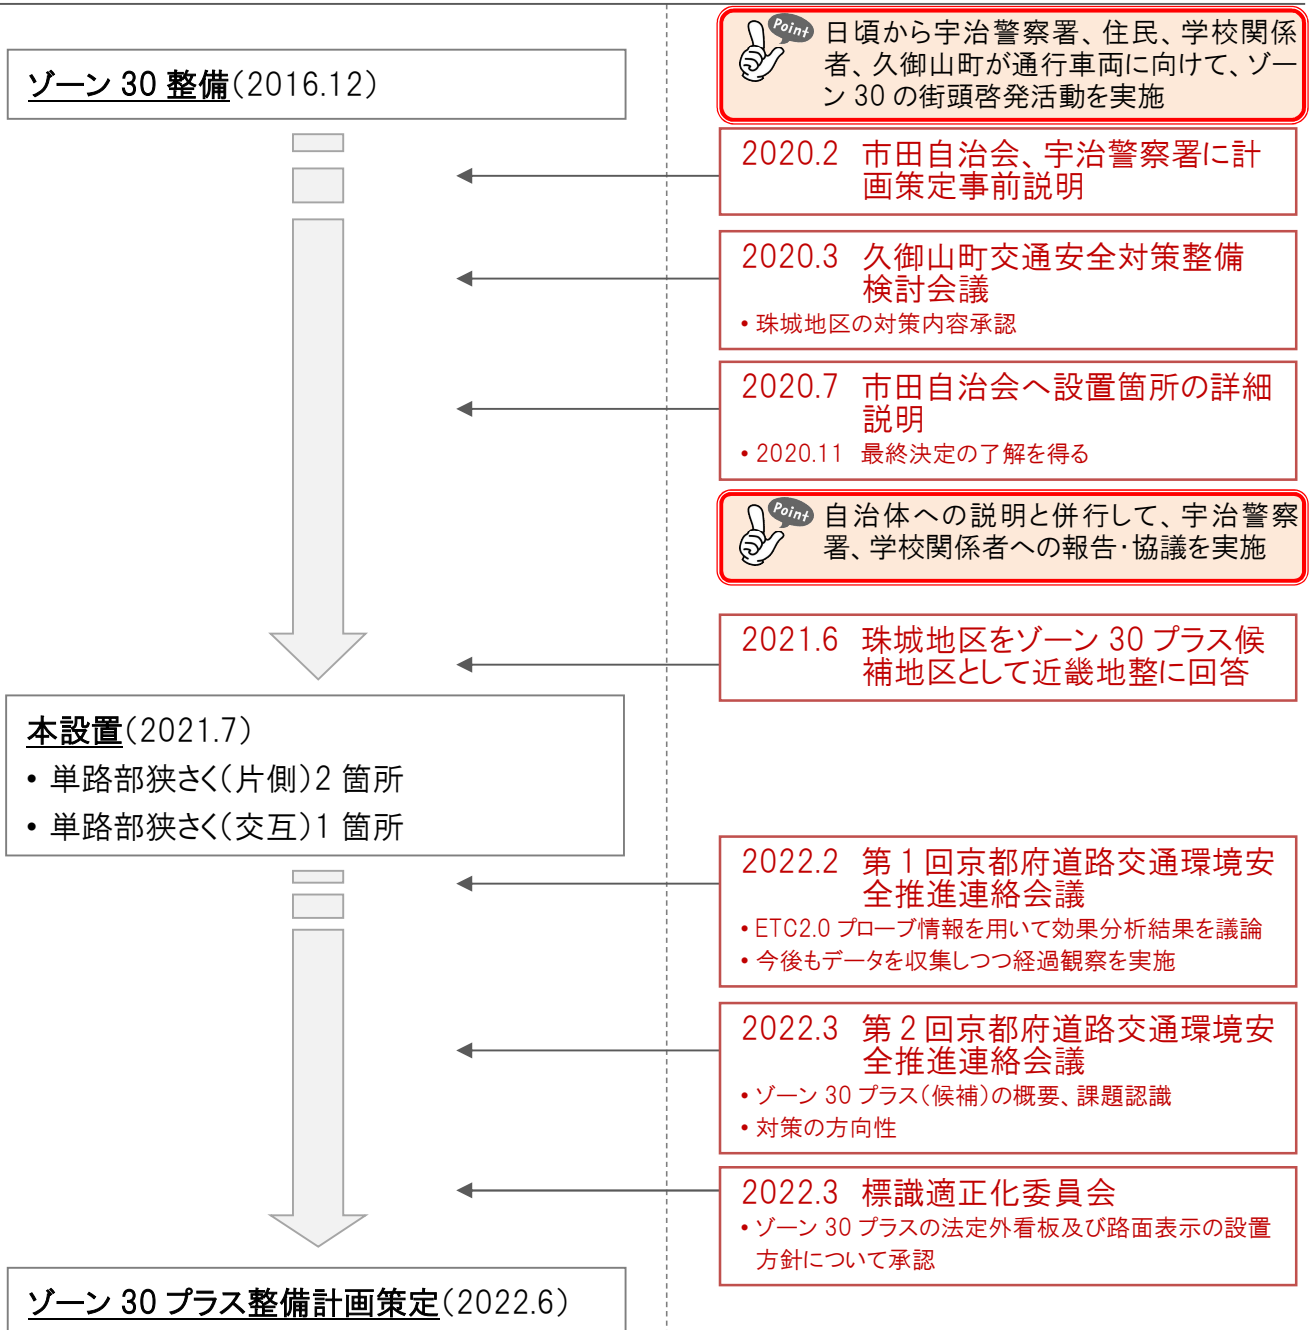 ゾーン 30 整備(2016.12)
Point
日頃から宇治警察署、住民、学校関係
者、久御山町が通行車両に向けて、ゾー
ン 30 の街頭啓発活動を実施
2020.2 市田自治会、宇治警察署に計
画策定事前説明
2020.3 久御山町交通安全対策整備
検討会議
• 珠城地区の対策内容承認
2020.7 市田自治会へ設置箇所の詳細
説明
• 2020.11 最終決定の了解を得る
Point
自治体への説明と併行して、宇治警察
署、学校関係者への報告・協議を実施
2021.6 珠城地区をゾーン 30 プラス候
補地区として近畿地整に回答
本設置(2021.7)
• 単路部狭さく(片側)2 箇所
• 単路部狭さく(交互)1 箇所
2022.2 第 1 回京都府道路交通環境安
全推進連絡会議
• ETC2.0 プローブ情報を用いて効果分析結果を議論
• 今後もデータを収集しつつ経過観察を実施
2022.3 第 2 回京都府道路交通環境安
全推進連絡会議
• ゾーン 30 プラス(候補)の概要、課題認識
• 対策の方向性
2022.3 標識適正化委員会
• ゾーン 30 プラスの法定外看板及び路面表示の設置
方針について承認
ゾーン 30 プラス整備計画策定(2022.6)